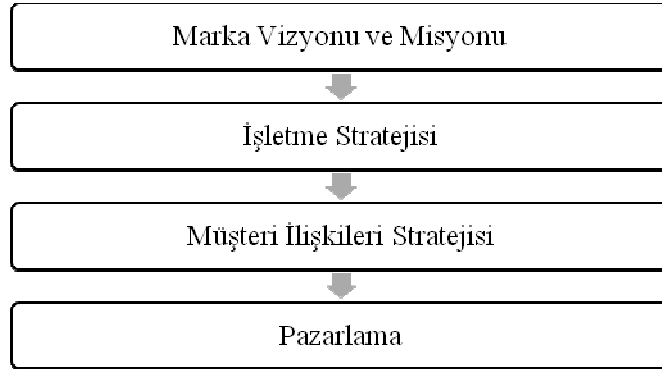 Marka Vizyonu ve Misyonu
İşletme Stratejisi
Müşteri İlişkileri Stratejisi
Pazarlama